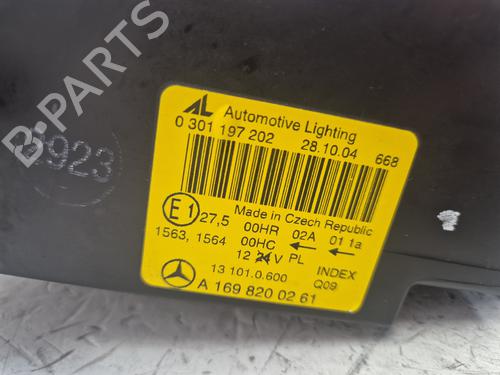 AL Automotive Lighting
0 301 197 202 28.10.04 668
Made in Czech Republic
E1 27,5 00HR 02A 01 1a
1563, 1564 00HC ← ←
12 24 V PL
13 101.0.600 INDEX
Q09
A 169 820 02 61
923
B-PARTS